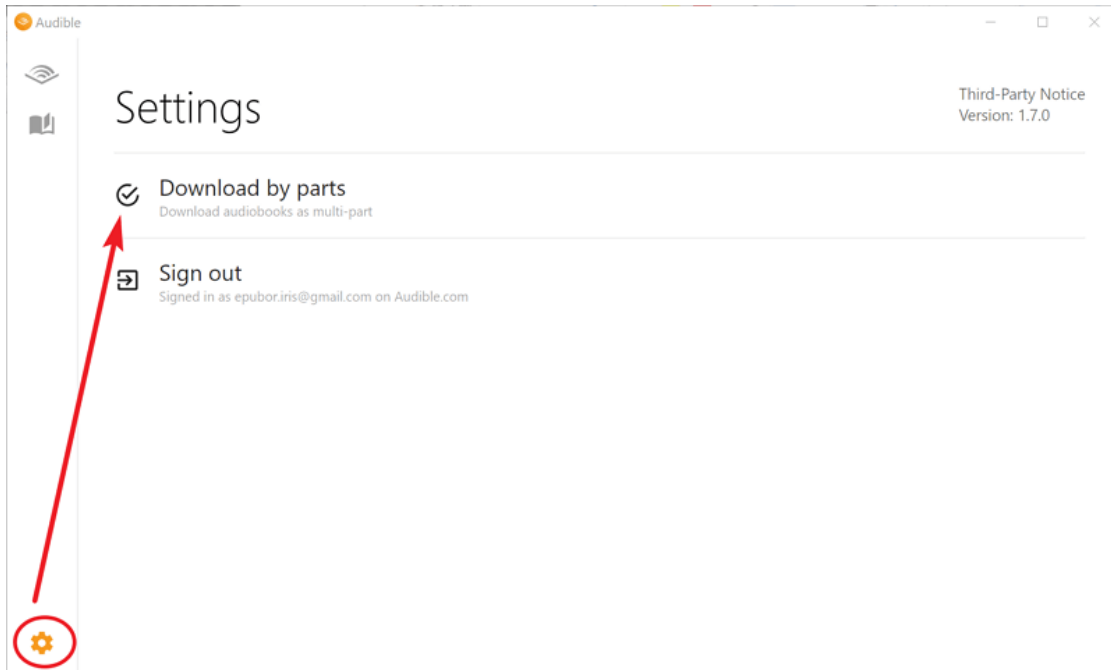 Audible
Settings
Third-Party Notice
Version: 1.7.0
Download by parts
Download audiobooks as multi-part
Sign out
Signed in as epubor.iris@gmail.com on Audible.com